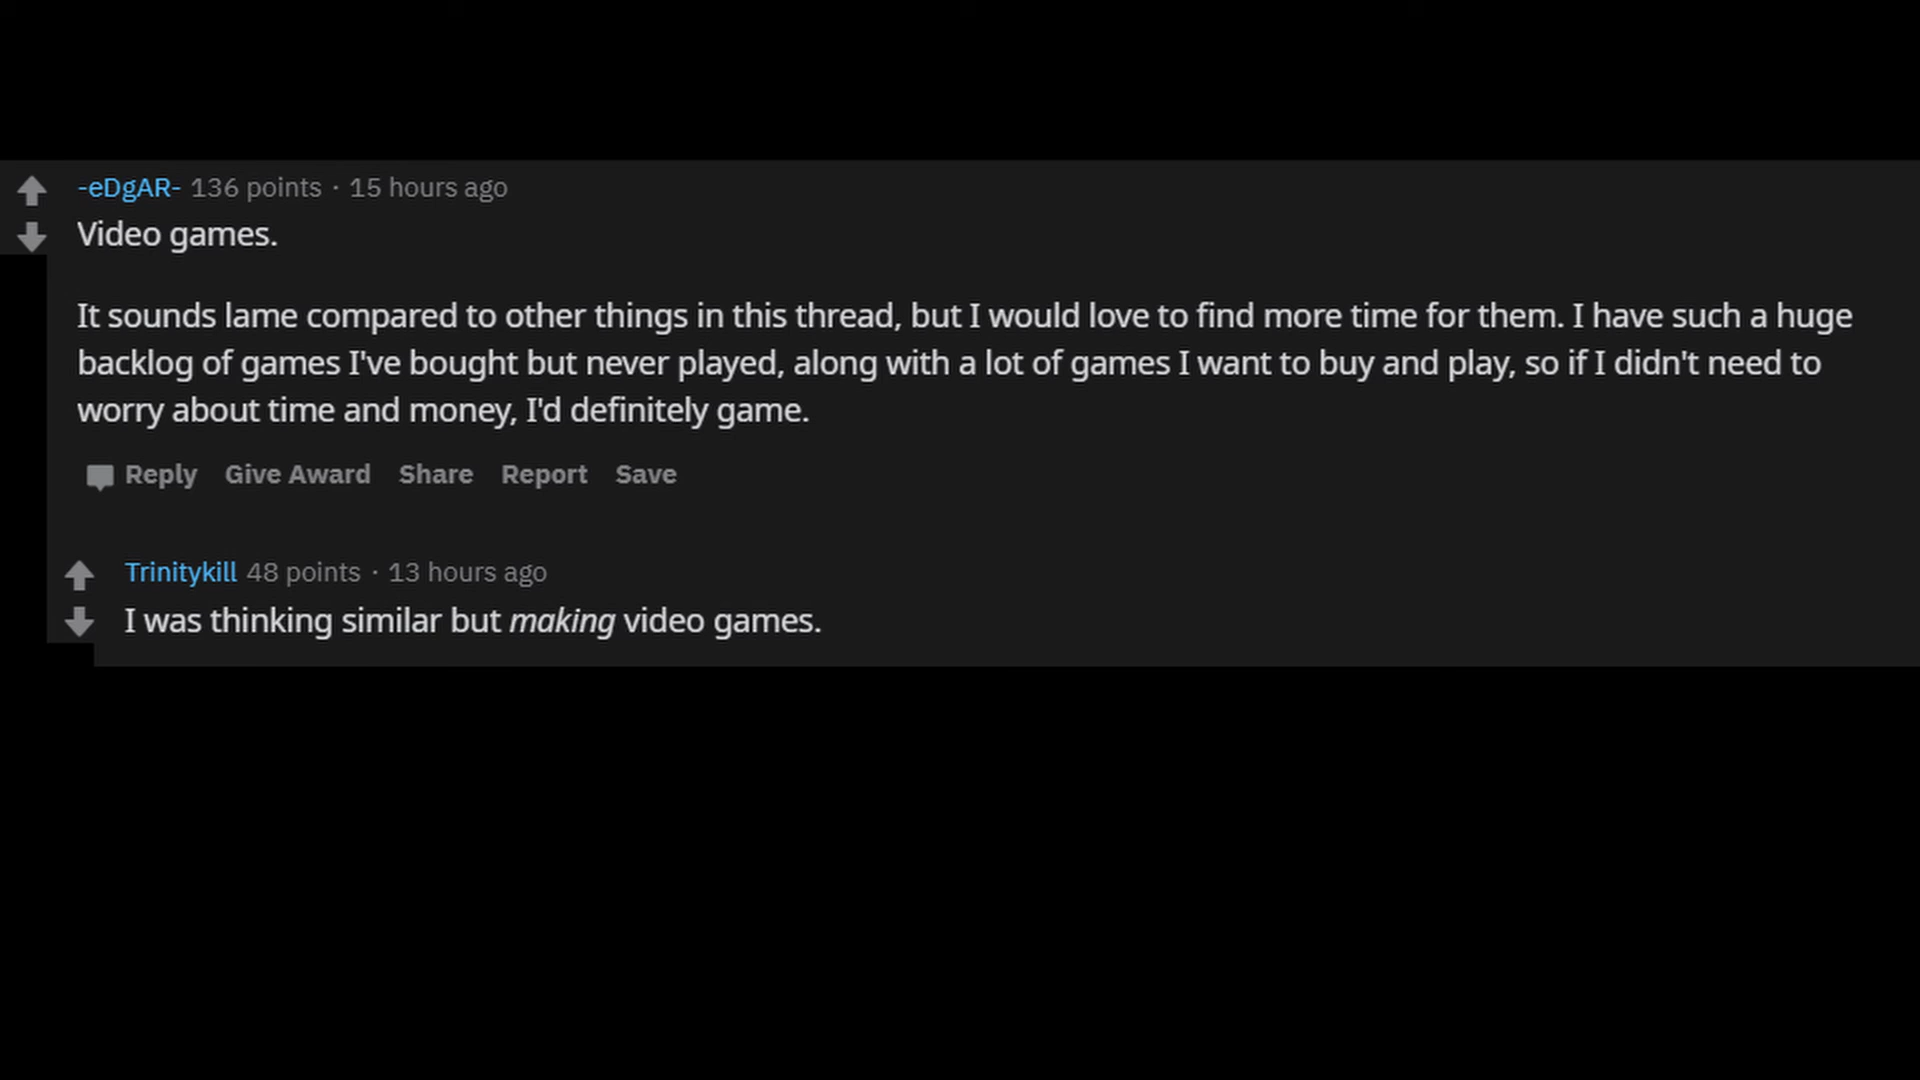 -eDgAR- 136 points · 15 hours ago
Video games.
It sounds lame compared to other things in this thread, but I would love to find more time for them. I have such a huge
backlog of games I've bought but never played, along with a lot of games I want to buy and play, so if I didn't need to
worry about time and money, I'd definitely game.
Reply Give Award Share Report Save
Trinitykill 48 points · 13 hours ago
I was thinking similar but making video games.